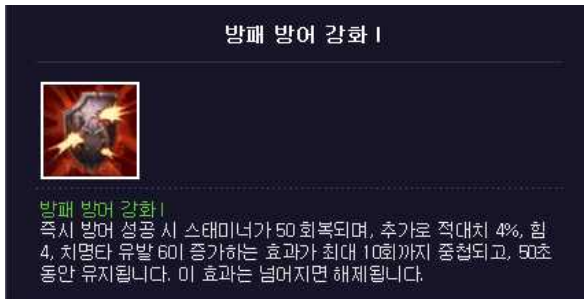 방패 방어 강화 I
방패 방어 강화 I
즉시 방어 성공 시 스태미너가 50 회복되며, 추가로 적대치 4%, 힘
4, 치명타 유발 6이 증가하는 효과가 최대 10회까지 중첩되고, 50초
동안 유지됩니다. 이 효과는 넘어지면 해제됩니다.